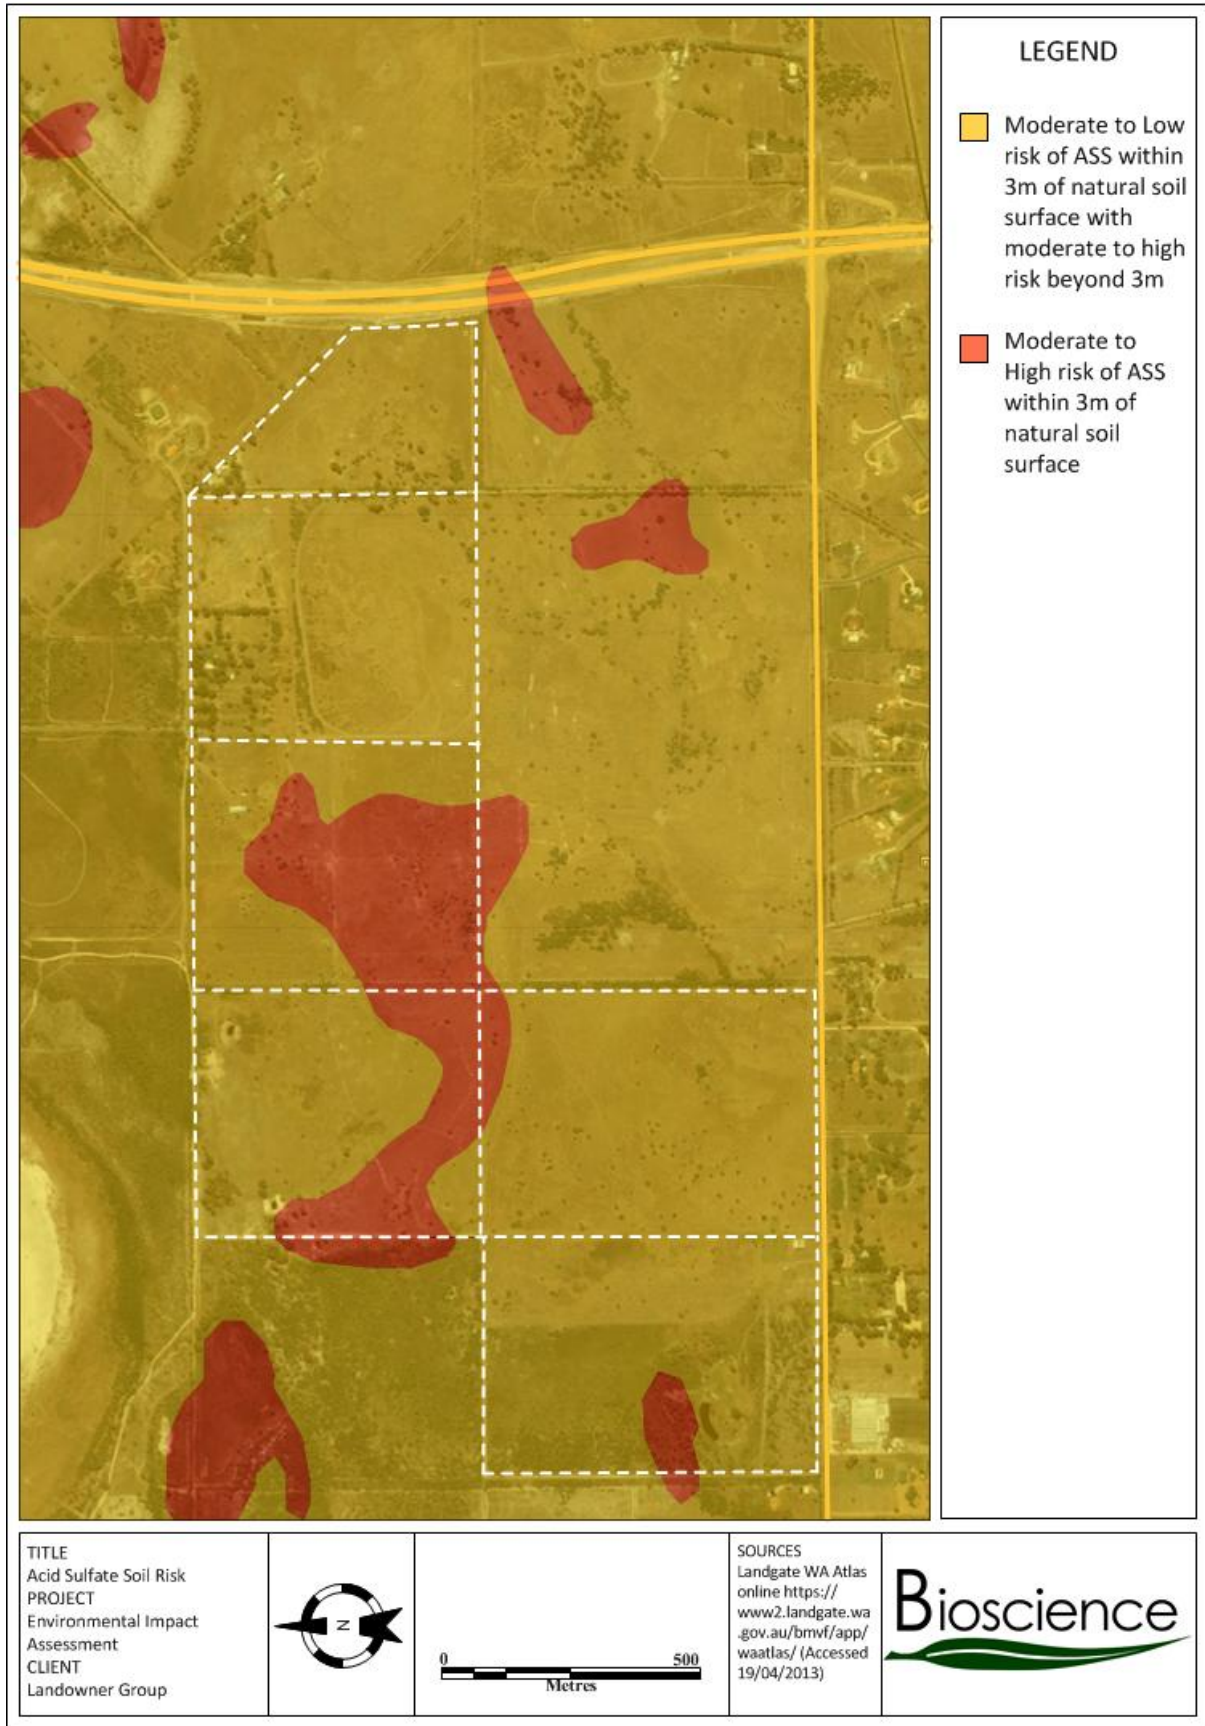 LEGEND
Moderate to Low
risk of ASS within
3m of natural soil
surface with
moderate to high
risk beyond 3m
Moderate to
High risk of ASS
within 3m of
natural soil
surface
TITLE
Acid Sulfate Soil Risk
PROJECT
Environmental Impact
Assessment
CLIENT
Landowner Group
N
0 500
Metres
SOURCES
Landgate WA Atlas
online https://
www2.landgate.wa
.gov.au/bmvf/app/
waatlas/ (Accessed
19/04/2013)
Bioscience